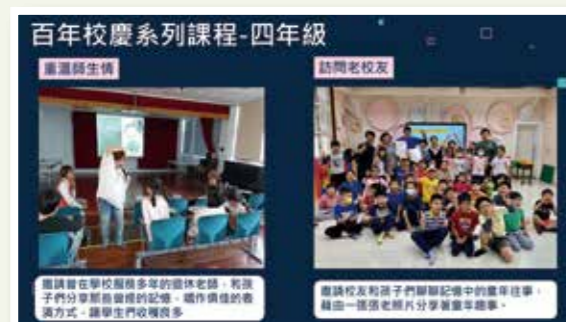 百年校慶系列課程-四年級
重溫師生情
訪問老校友
邀請曾在學校服務多年的退休老師，和孩
子們分享那些曾經的記憶，唱作俱佳的表
演方式，讓學生們收穫良多
邀請校友和孩子們聊聊記憶中的童年往事，
藉由一張張老照片分享著童年趣事。